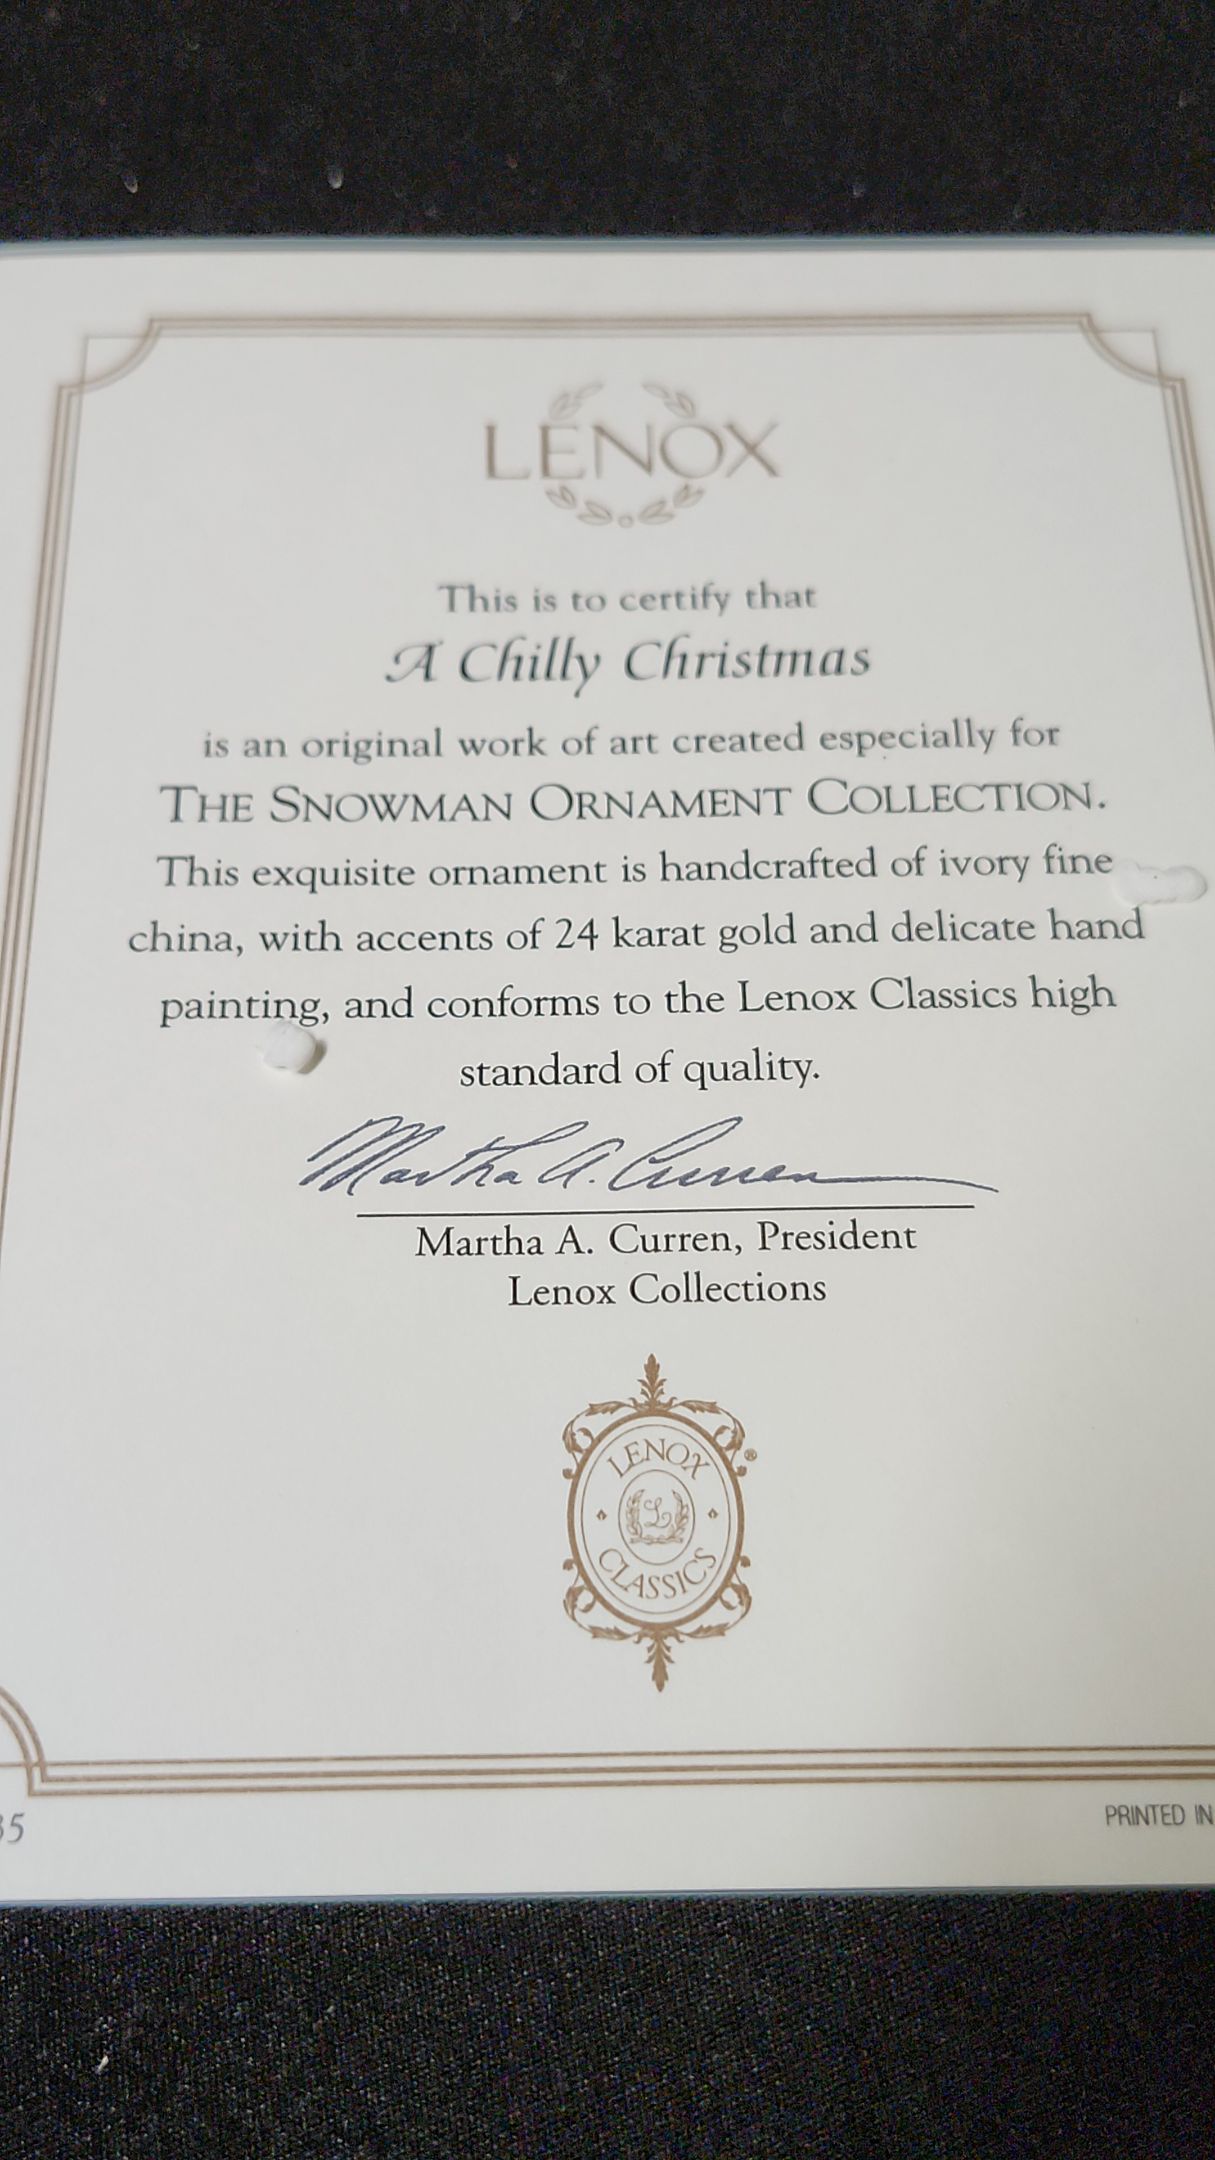 LENOX
This is to certify that
A Chilly Christmas
is an original work of art created especially for
THE SNOWMAN ORNAMENT COLLECTION.
This exquisite ornament is handcrafted of ivory fine
china, with accents of 24 karat gold and delicate hand
painting, and conforms to the Lenox Classics high
standard of quality.
Martha A. Curren
Martha A. Curren, President
Lenox Collections
LENOX
L
CLASSICS
35
PRINTED IN